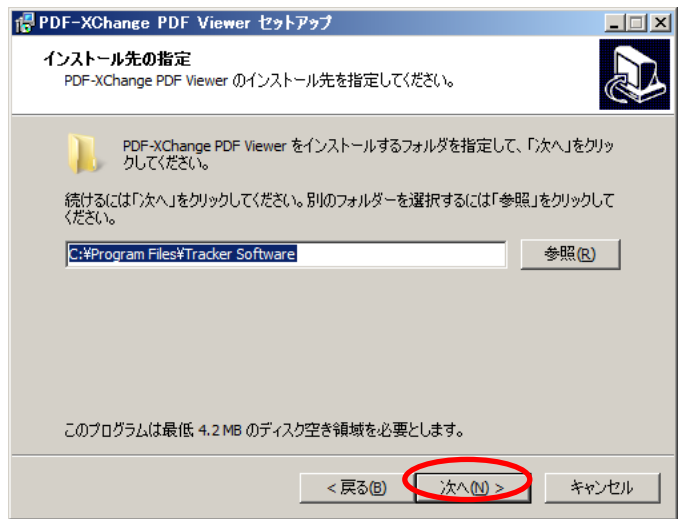 PDF-XChange PDF Viewer セットアップ
インストール先の指定
PDF-XChange PDF Viewer のインストール先を指定してください。
PDF-XChange PDF Viewer をインストールするフォルダを指定して、「次へ」をクリッ
クしてください。
続けるには「次へ」をクリックしてください。別のフォルダーを選択するには「参照」をクリックして
ください。
C:¥Program Files¥Tracker Software
参照(R)
このプログラムは最低 4.2 MB のディスク空き領域を必要とします。
< 戻る(B)
次へ(N) >
キャンセル